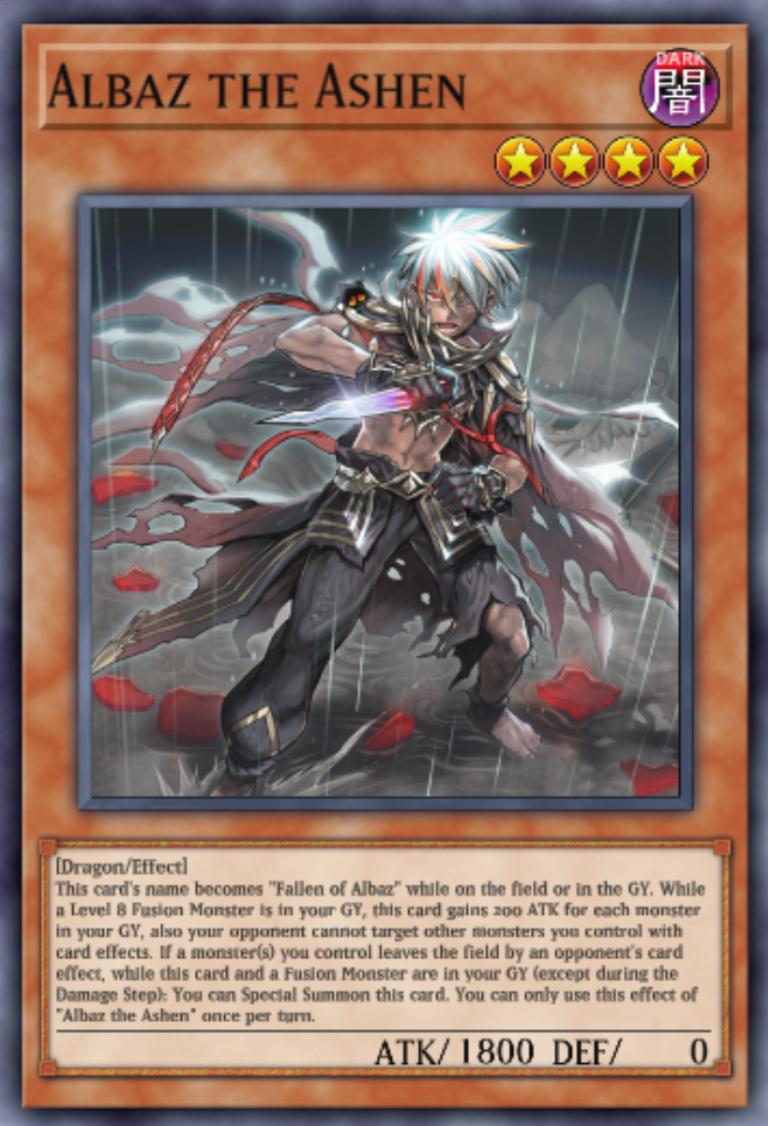 Albaz the Ashen
DARK
闇
[Dragon/Effect]
This card's name becomes "Fallen of Albaz" while on the field or in the GY. While
a Level 8 Fusion Monster is in your GY, this card gains 200 ATK for each monster
in your GY, also your opponent cannot target other monsters you control with
card effects. If a monster(s) you control leaves the field by an opponent's card
effect, while this card and a Fusion Monster are in your GY (except during the
Damage Step): You can Special Summon this card. You can only use this effect of
"Albaz the Ashen" once per turn.
ATK/ 1800 DEF/ 0